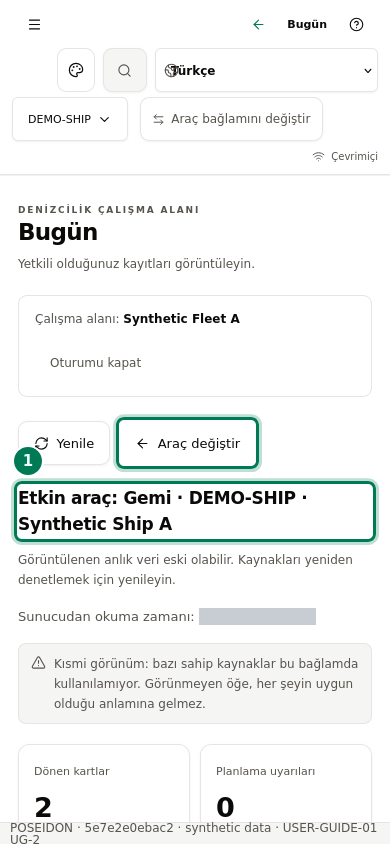 Bugün
Türkçe
DEMO-SHIP
Araç bağlamını değiştir
Çevrimiçi
DENİZCİLİK ÇALIŞMA ALANI
Bugün
Yetkili olduğunuz kayıtları görüntüleyin.
Çalışma alanı: Synthetic Fleet A
Oturumu kapat
Yenile
Araç değiştir
1
Etkin araç: Gemi · DEMO-SHIP ·
Synthetic Ship A
Görüntülenen anlık veri eski olabilir. Kaynakları yeniden
denetlemek için yenileyin.
Sunucudan okuma zamanı:
Kısmi görünüm: bazı sahip kaynaklar bu bağlamda
kullanılamıyor. Görünmeyen öğe, her şeyin uygun
olduğu anlamına gelmez.
Dönen kartlar
2
Planlama uyarıları
0
POSEIDON · 5e7e2e0ebac2 · synthetic data · USER-GUIDE-01
UG-2